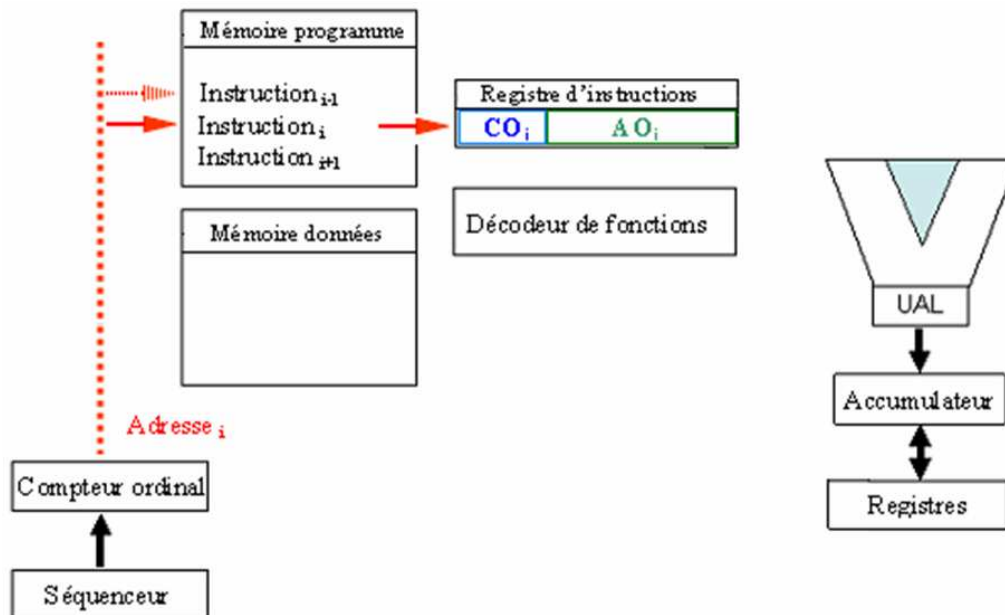 Mémoire programme
Instruction i-1
Instruction i
Instruction i+1
Registre d'instructions
CO i
AO i
Décodeur de fonctions
Mémoire données
UAL
Accumulateur
Registres
Adresse i
Compteur ordinal
Séquenceur